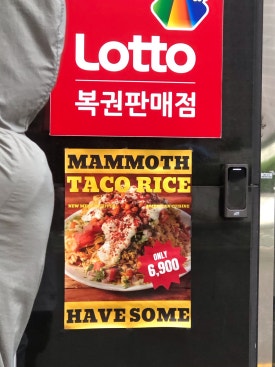 Lotto
복권판매점
MAMMOTH
TACO RICE
ONLY
6,900
HAVE SOME